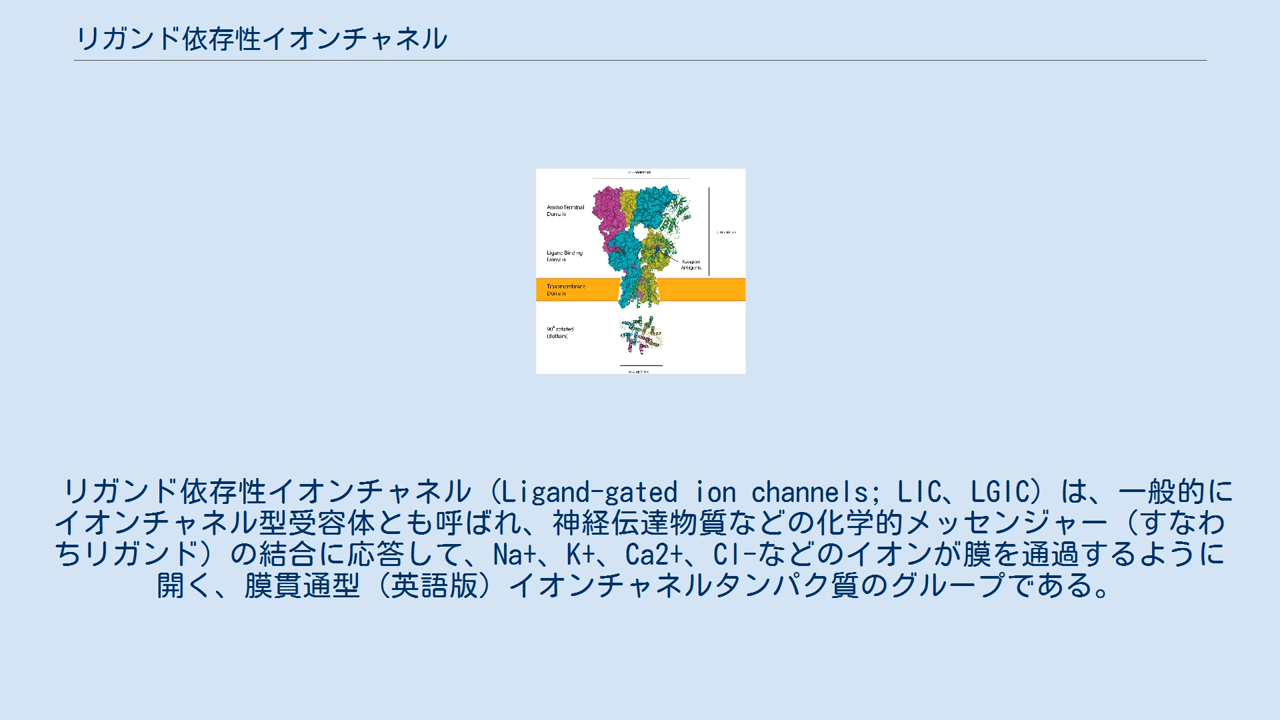 リガンド依存性イオンチャネル
Amino Terminal
Domain
Ligand Binding
Domain
Receptor
Antagonist
Transmembrane
Domain
90° rotated
(Bottom)
リガンド依存性イオンチャネル（Ligand-gated ion channels; LIC、LGIC）は、一般的に
イオンチャネル型受容体とも呼ばれ、神経伝達物質などの化学的メッセンジャー（すなわ
ちリガンド）の結合に応答して、Na+、K+、Ca2+、Cl-などのイオンが膜を通過するように
開く、膜貫通型（英語版）イオンチャネルタンパク質のグループである。